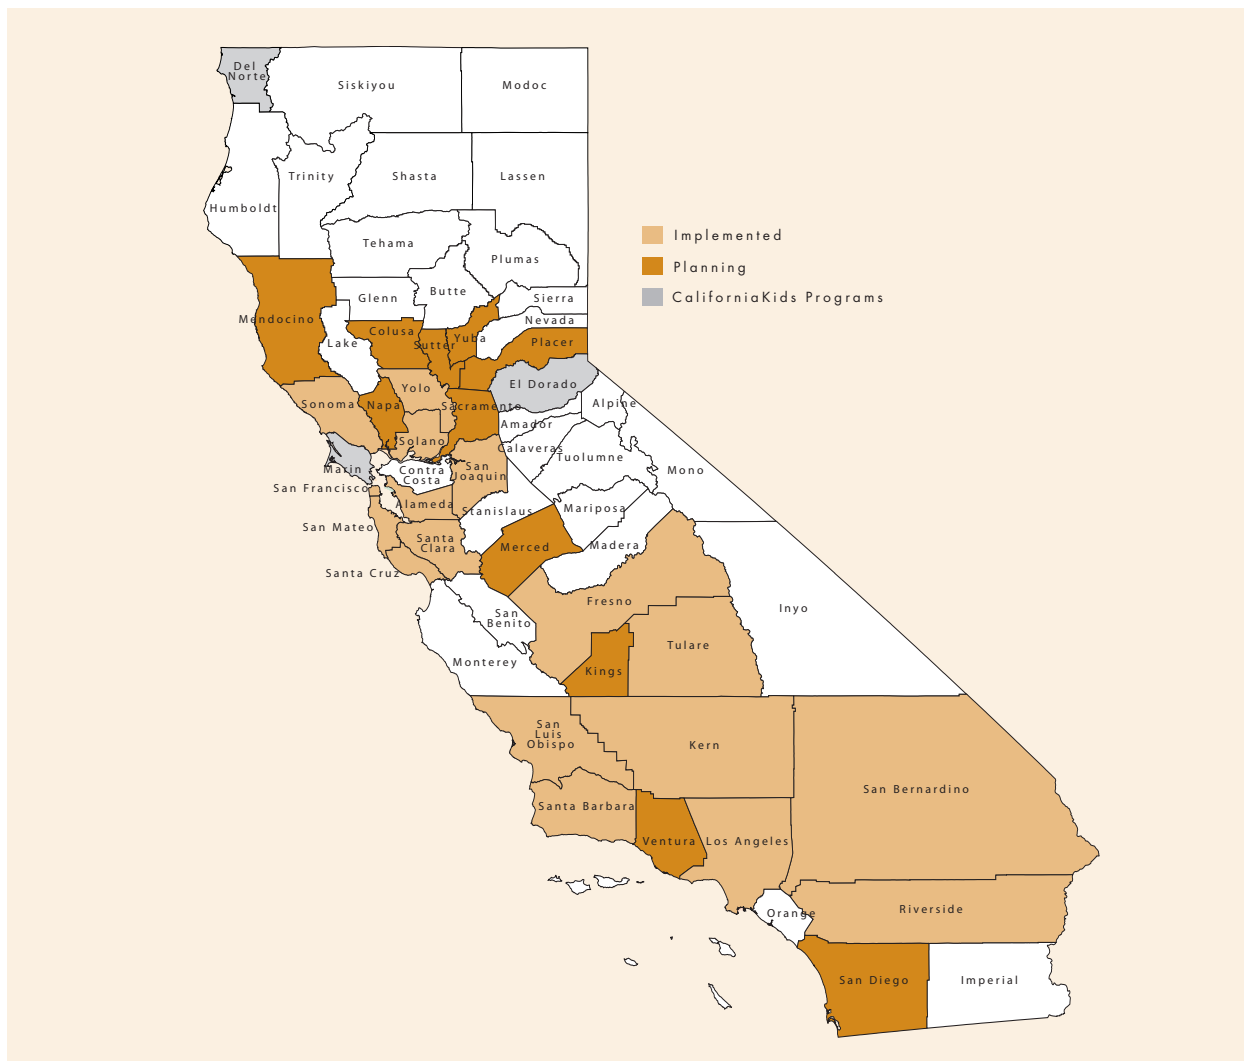 Del
Norte
Siskiyou
Modoc
Trinity
Shasta
Lassen
Humboldt
Implemented
Tehama
Plumas
Planning
Glenn
Butte
Sierra
CaliforniaKids Programs
Mendocino
Colusa
Nevada
Lake
Sutter
Yuba
Placer
Yolo
El Dorado
Sonoma
Napa
Sacramento
Alpine
Amador
Solano
Calaveras
Tuolumne
Marin
Contra
Costa
San
Joaquin
Mono
San Francisco
Alameda
Stanislaus
Mariposa
San Mateo
Santa
Clara
Merced
Madera
Santa Cruz
Fresno
Inyo
San
Benito
Tulare
Monterey
Kings
San
Luis
Obispo
Kern
San Bernardino
Santa Barbara
Ventura
Los Angeles
Orange
Riverside
San Diego
Imperial